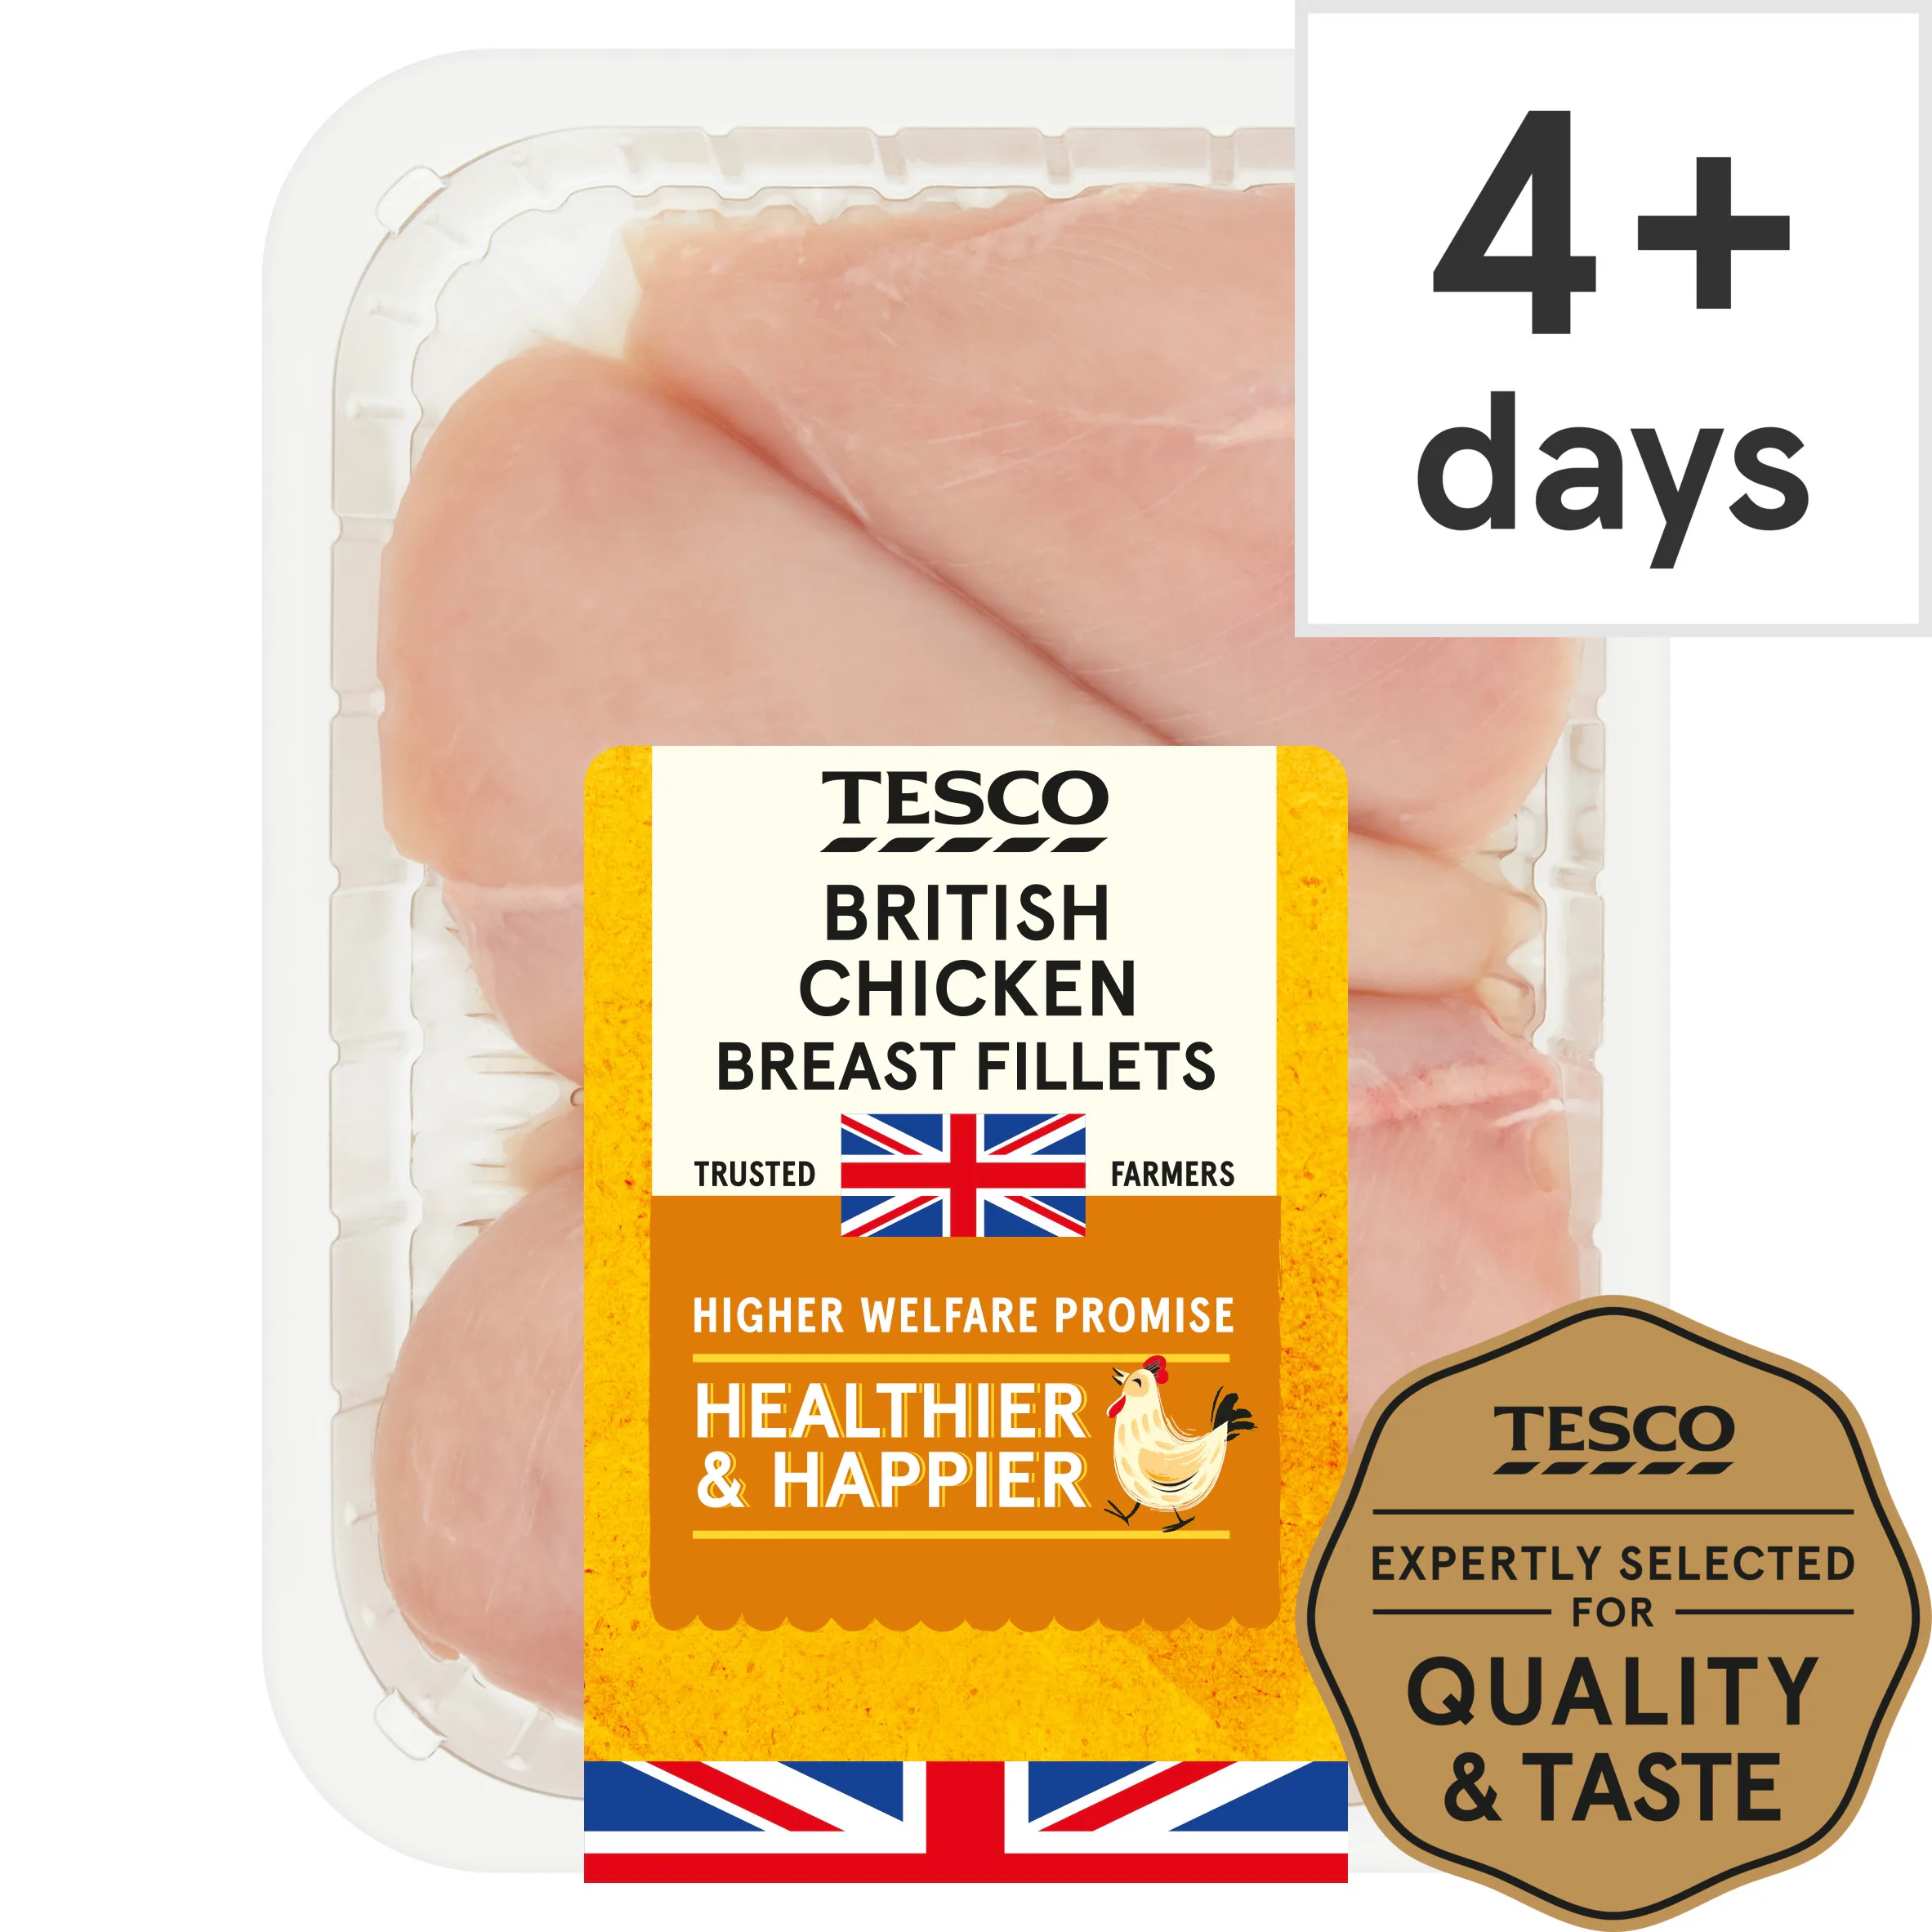 4+
days
TESCO
BRITISH
CHICKEN
BREAST FILLETS
TRUSTED FARMERS
HIGHER WELFARE PROMISE
HEALTHIER
& HAPPIER
TESCO
EXPERTLY SELECTED
FOR
QUALITY
& TASTE